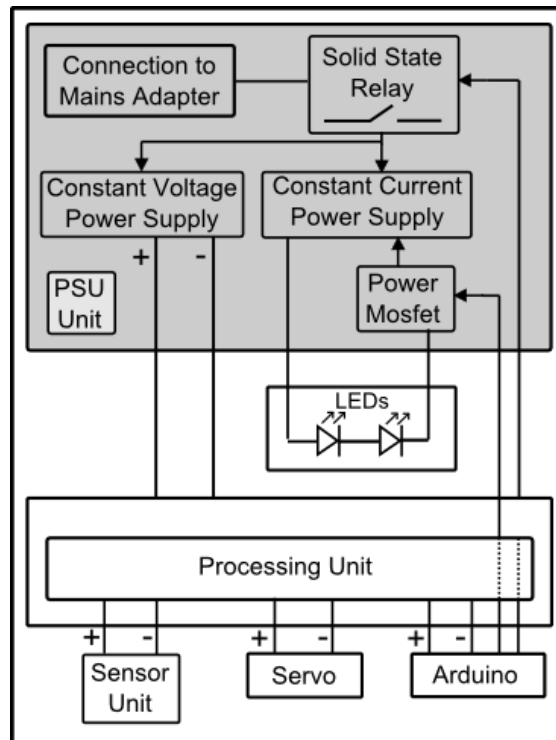 Connection to
Mains Adapter
Solid State
Relay
Constant Voltage
Power Supply
Constant Current
Power Supply
+ -
PSU
Unit
Power
Mosfet
LEDs
Processing Unit
+ - + - + -
Sensor
Unit
Servo
Arduino